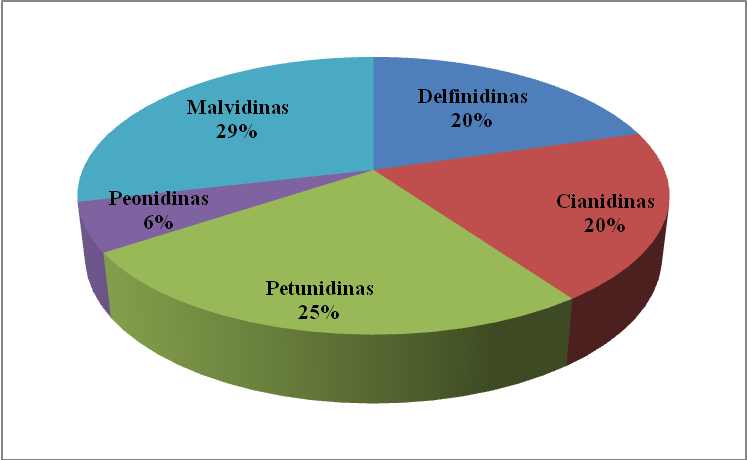 Delfinidinas
20%
Cianidinas
20%
Petunidinas
25%
Peonidinas
6%
Malvidinas
29%